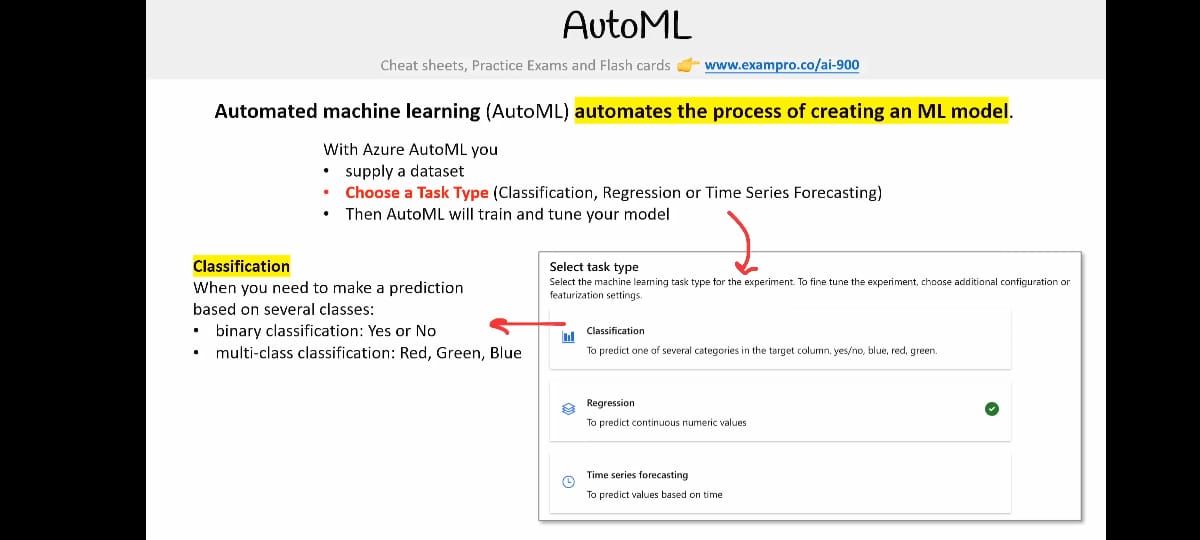 AutoML
Cheat sheets, Practice Exams and Flash cards 👉 www.exampro.co/ai-900
Automated machine learning (AutoML) automates the process of creating an ML model.
With Azure AutoML you
• supply a dataset
• Choose a Task Type (Classification, Regression or Time Series Forecasting)
• Then AutoML will train and tune your model
Classification
When you need to make a prediction
based on several classes:
• binary classification: Yes or No
• multi-class classification: Red, Green, Blue
Select task type
Select the machine learning task type for the experiment. To fine tune the experiment, choose additional configuration or
featurization settings.
Classification
To predict one of several categories in the target column. yes/no, blue, red, green.
Regression
To predict continuous numeric values
Time series forecasting
To predict values based on time